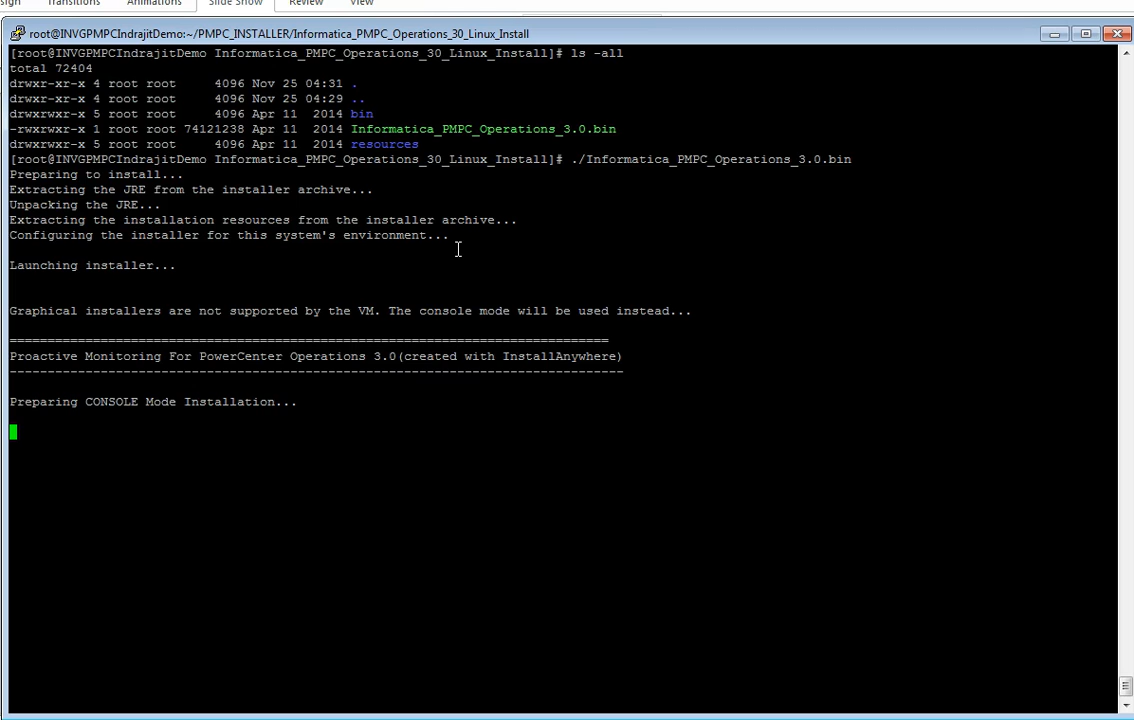 sign Transitions Animations Slide Show Review View
root@INVGPMPCIndrajitDemo:~/PMPC_INSTALLER/Informatica_PMPC_Operations_30_Linux_Install
[root@INVGPMPCIndrajitDemo Informatica_PMPC_Operations_30_Linux_Install]# ls -all
total 72404
drwxr-xr-x 4 root root     4096 Nov 25 04:31 .
drwxr-xr-x 4 root root     4096 Nov 25 04:29 ..
drwxrwxrwx 5 root root     4096 Apr 11  2014 bin
-rwxrwxrwx 1 root root 74121238 Apr 11  2014 Informatica_PMPC_Operations_3.0.bin
drwxrwxrwx 5 root root     4096 Apr 11  2014 resources
[root@INVGPMPCIndrajitDemo Informatica_PMPC_Operations_30_Linux_Install]# ./Informatica_PMPC_Operations_3.0.bin
Preparing to install...
Extracting the JRE from the installer archive...
Unpacking the JRE...
Extracting the installation resources from the installer archive...
Configuring the installer for this system's environment...
Launching installer...
Graphical installers are not supported by the VM. The console mode will be used instead...
===============================================================================
Proactive Monitoring For PowerCenter Operations 3.0(created with InstallAnywhere)
---------------------------------------------------------------------------------
Preparing CONSOLE Mode Installation...